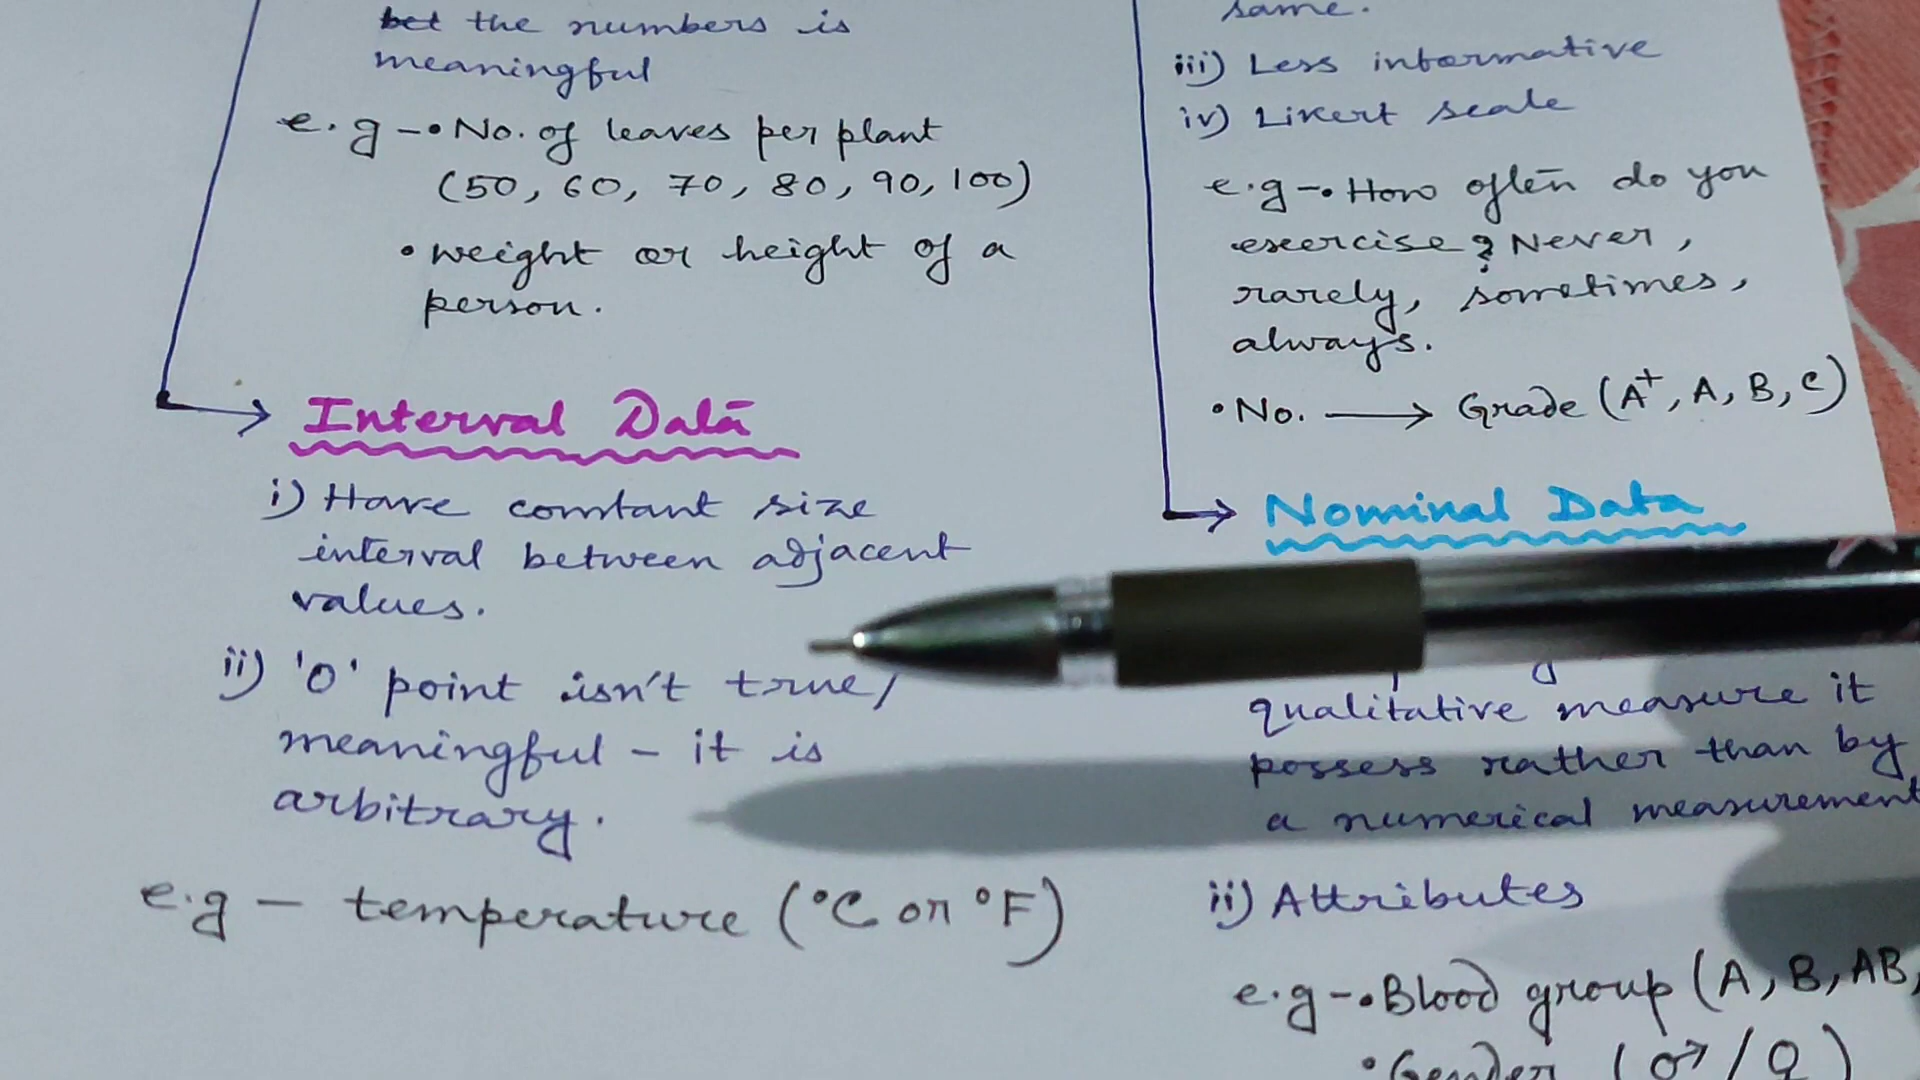 bet the numbers is
meaningful
e.g - • No. of leaves per plant
(50, 60, 70, 80, 90, 100)
• weight or height of a
person.
Interval Data
i) Have constant size
interval between adjacent
values.
ii) '0' point isn't true/
meaningful - it is
arbitrary.
e.g - temperature (°C or °F)
same.
iii) Less informative
iv) Likert scale
e.g - • How often do you
exercise? Never,
rarely, sometimes,
always.
• No. → Grade (A+, A, B, C)
Nominal Data
qualitative measure it
possess rather than by
a numerical measurement
ii) Attributes
e.g - • Blood group (A, B, AB,
• Gender (♂/♀)